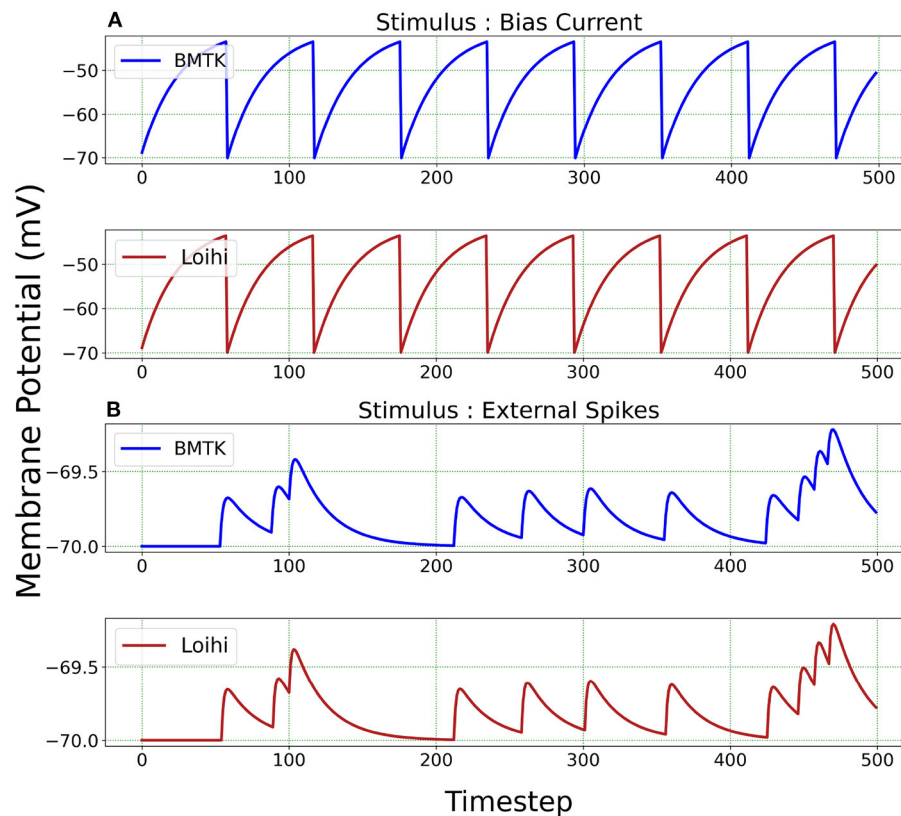 A
Stimulus : Bias Current
BMTK
−50
−60
−70
0 100 200 300 400 500
Loihi
−50
−60
−70
0 100 200 300 400 500
Membrane Potential (mV)
B
Stimulus : External Spikes
BMTK
−69.5
−70.0
0 100 200 300 400 500
Loihi
−69.5
−70.0
0 100 200 300 400 500
Timestep